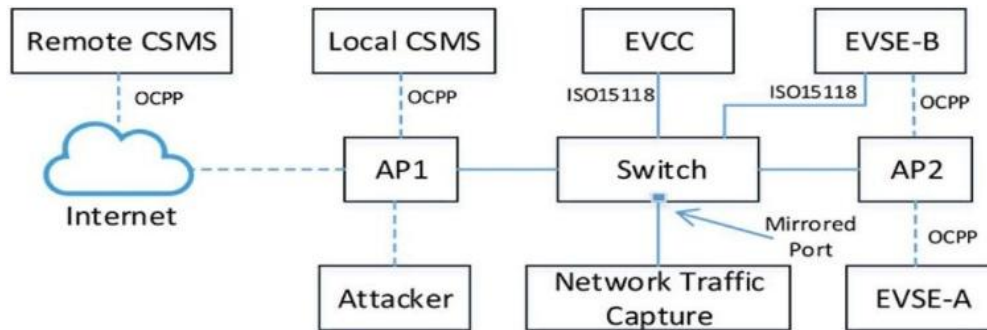 Remote CSMS
Local CSMS
EVCC
EVSE-B
OCPP
OCPP
ISO15118
ISO15118
OCPP
Internet
AP1
Switch
AP2
Mirrored
Port
OCPP
Attacker
Network Traffic
Capture
EVSE-A